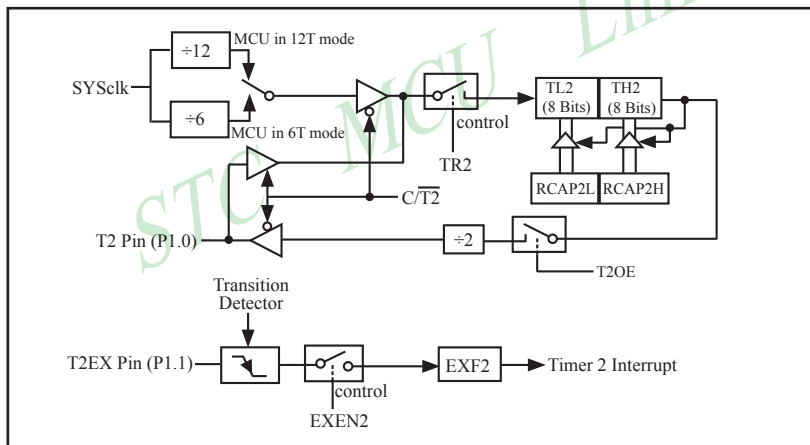 ÷12
MCU in 12T mode
SYSclk
÷6
MCU in 6T mode
control
TR2
TL2
(8 Bits)
TH2
(8 Bits)
RCAP2L
RCAP2H
C/T2
T2 Pin (P1.0)
÷2
T2OE
Transition
Detector
T2EX Pin (P1.1)
control
EXEN2
EXF2
Timer 2 Interrupt
STC MCU